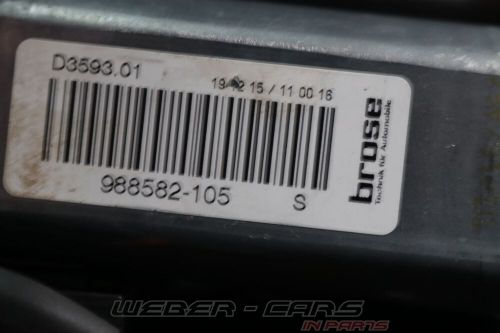 D3593.01
19 12 15 / 11 00 16
988582-105
S
brose
Technik für Automobile
WEBER - CARS
IN PARTS